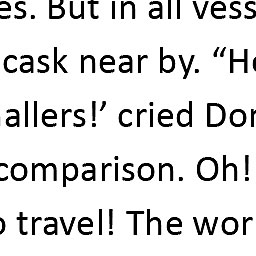 es. But in all vess
cask near by. “He
allers!’ cried Dor
comparison. Oh!
o travel! The wor